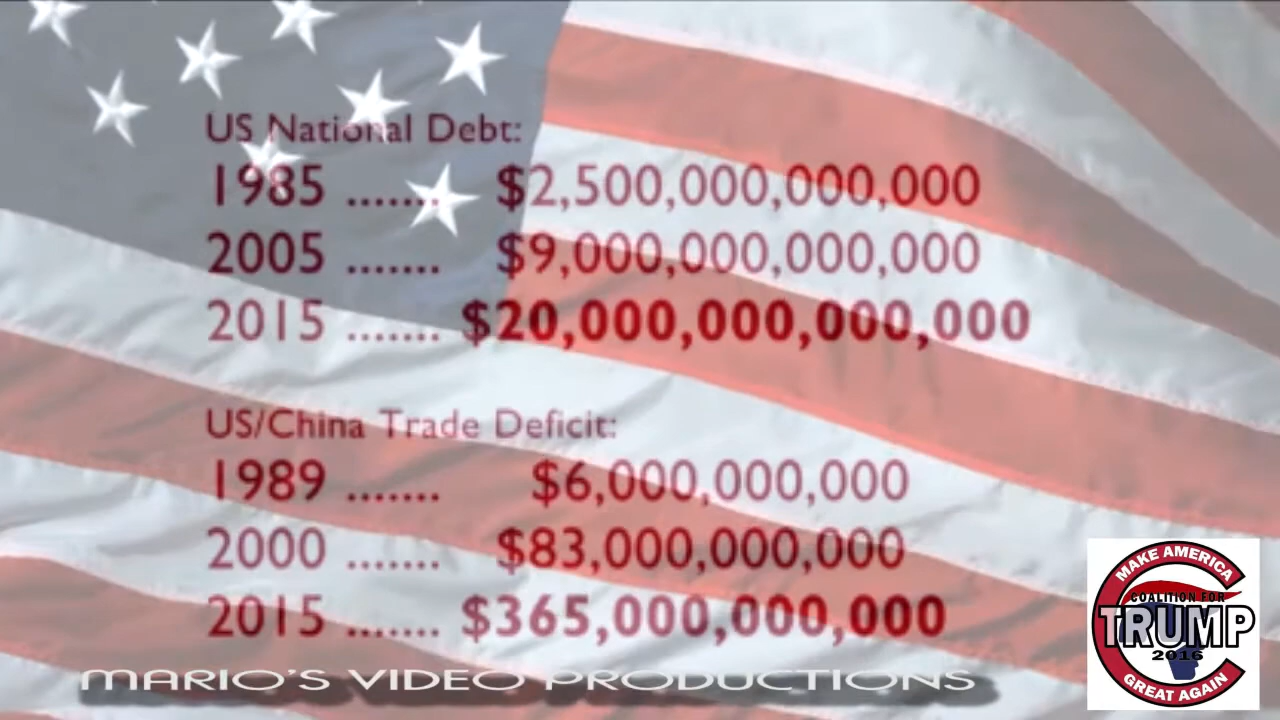 US National Debt:
1985 ....... $2,500,000,000,000
2005 ....... $9,000,000,000,000
2015 ....... $20,000,000,000,000
US/China Trade Deficit:
1989 ....... $6,000,000,000
2000 ....... $83,000,000,000
2015 ....... $365,000,000,000
MARIO'S VIDEO PRODUCTIONS
MAKE AMERICA
COALITION FOR
TRUMP
2016
GREAT AGAIN